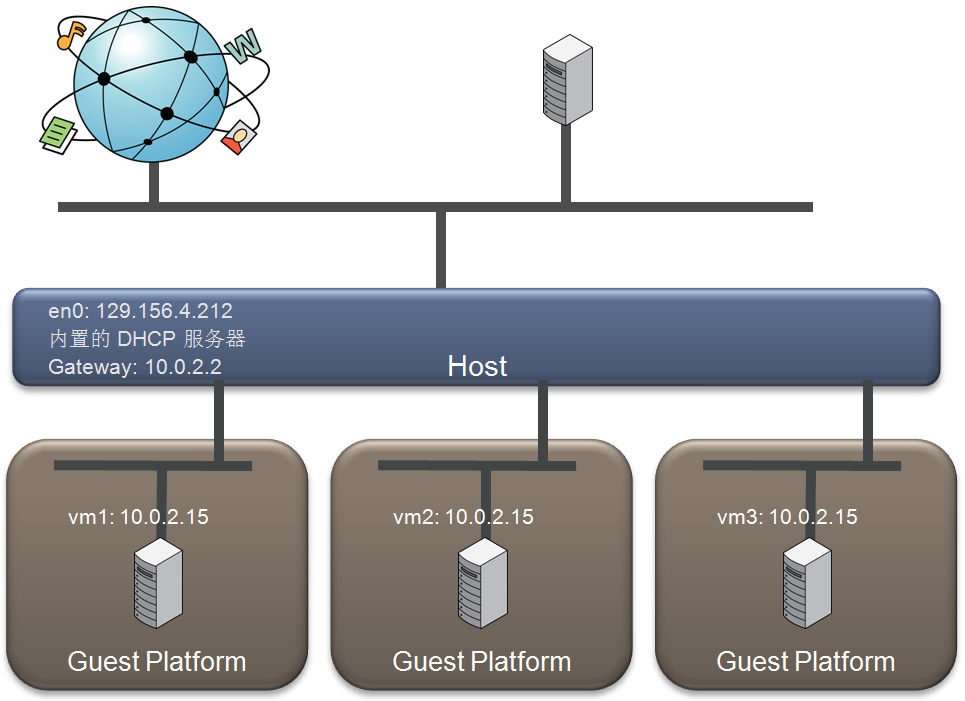 W
en0: 129.156.4.212
内置的 DHCP 服务器
Gateway: 10.0.2.2
Host
vm1: 10.0.2.15
vm2: 10.0.2.15
vm3: 10.0.2.15
Guest Platform
Guest Platform
Guest Platform